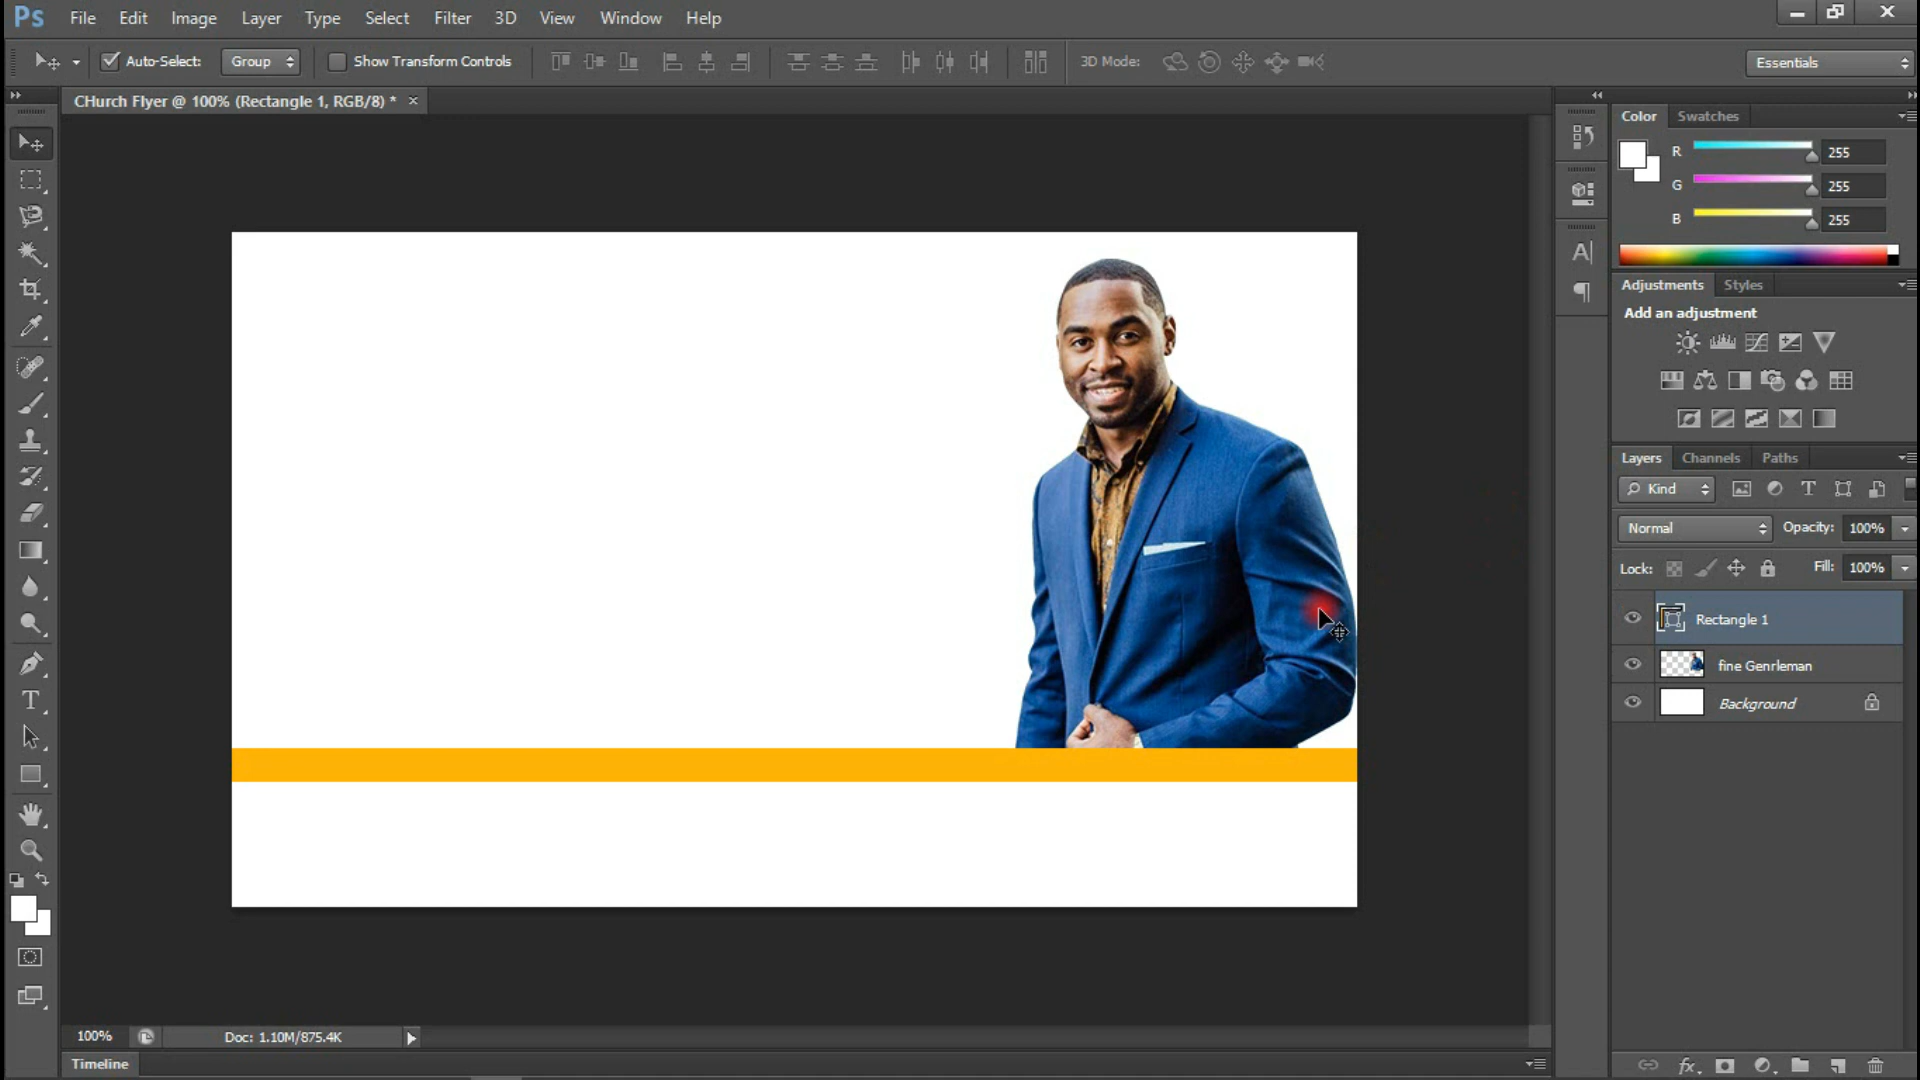 Ps File Edit Image Layer Type Select Filter 3D View Window Help
Auto-Select: Group Show Transform Controls 3D Mode: Essentials
CHurch Flyer @ 100% (Rectangle 1, RGB/8) * ×
Color Swatches
R 255
G 255
B 255
Adjustments Styles
Add an adjustment
Layers Channels Paths
Kind
Normal Opacity: 100%
Lock: Fill: 100%
Rectangle 1
fine Genrleman
Background
100% Doc: 1.10M/875.4K
Timeline